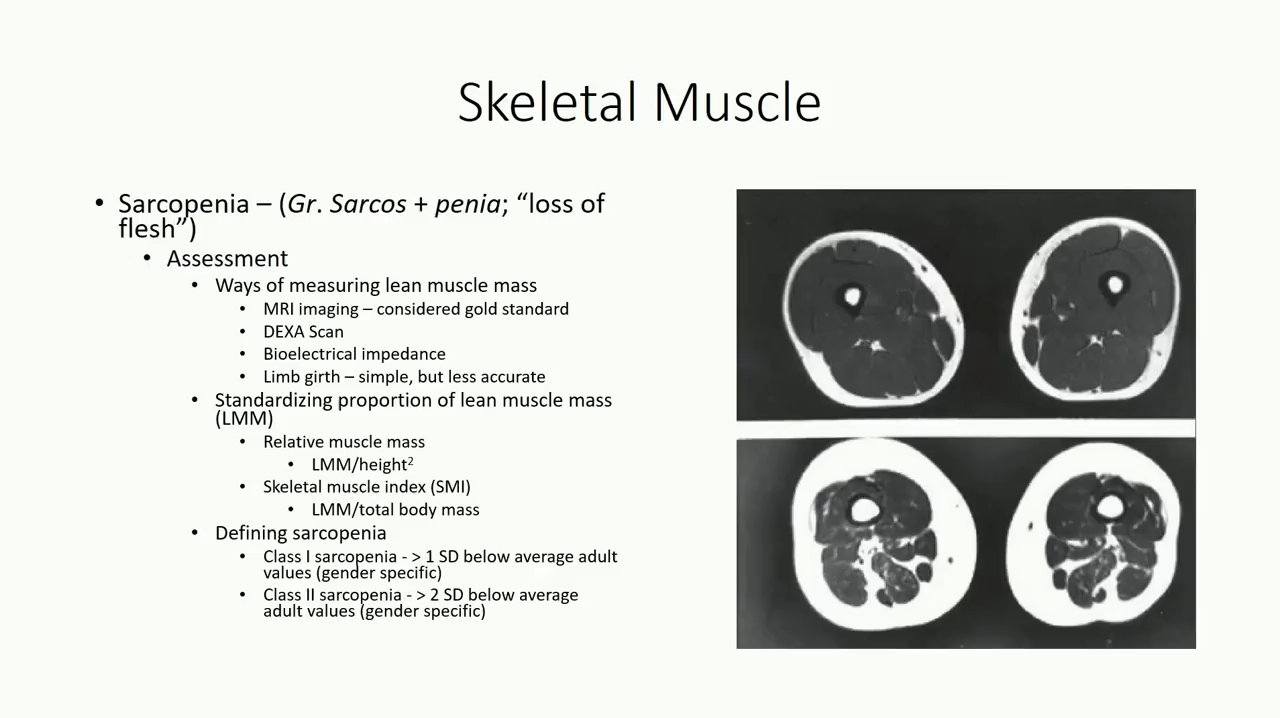 Skeletal Muscle
• Sarcopenia – (Gr. Sarcos + penia; “loss of
flesh”)
• Assessment
• Ways of measuring lean muscle mass
• MRI imaging – considered gold standard
• DEXA Scan
• Bioelectrical impedance
• Limb girth – simple, but less accurate
• Standardizing proportion of lean muscle mass
(LMM)
• Relative muscle mass
• LMM/height²
• Skeletal muscle index (SMI)
• LMM/total body mass
• Defining sarcopenia
• Class I sarcopenia - > 1 SD below average adult
values (gender specific)
• Class II sarcopenia - > 2 SD below average
adult values (gender specific)